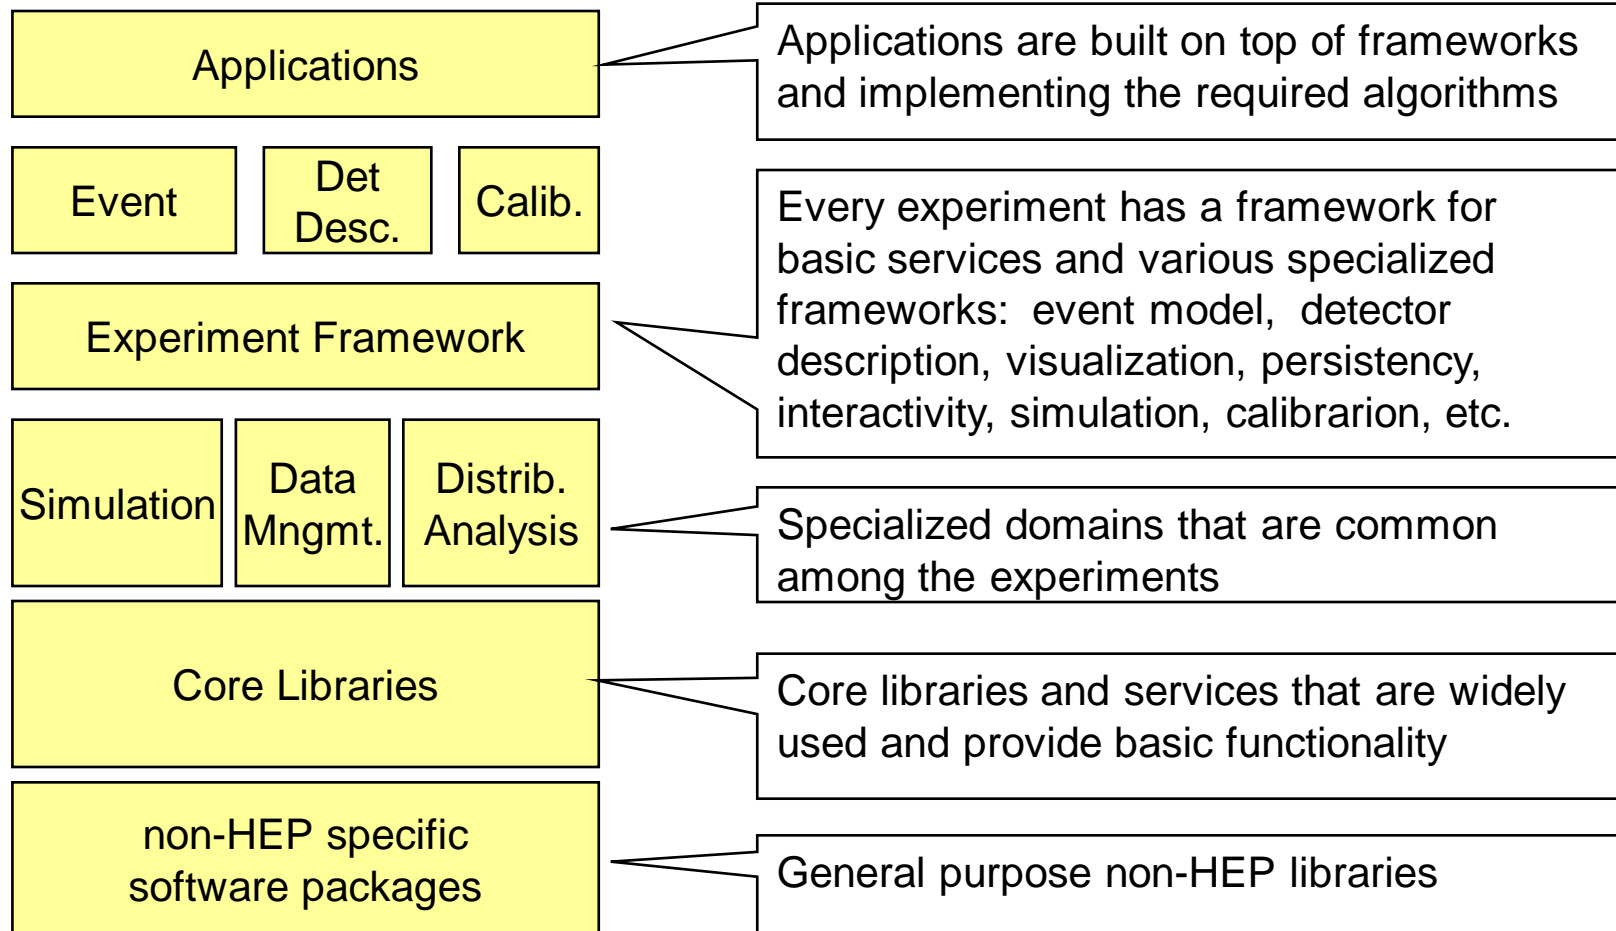 Applications
Applications are built on top of frameworks
and implementing the required algorithms
Event
Det
Desc.
Calib.
Every experiment has a framework for
basic services and various specialized
frameworks: event model, detector
description, visualization, persistency,
interactivity, simulation, calibrarion, etc.
Experiment Framework
Simulation
Data
Mngmt.
Distrib.
Analysis
Specialized domains that are common
among the experiments
Core Libraries
Core libraries and services that are widely
used and provide basic functionality
non-HEP specific
software packages
General purpose non-HEP libraries